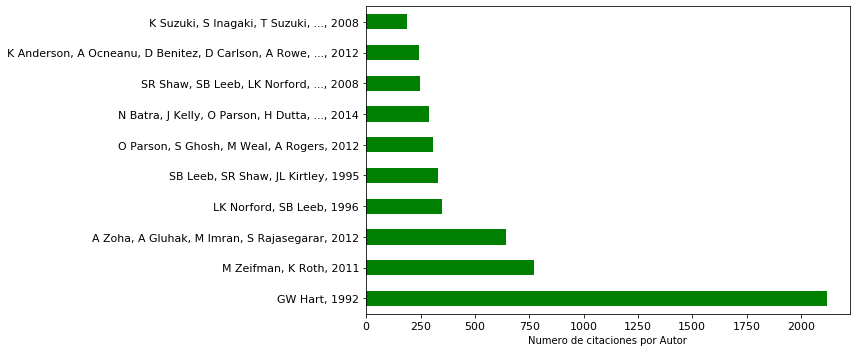 K Suzuki, S Inagaki, T Suzuki, ..., 2008
K Anderson, A Ocneanu, D Benitez, D Carlson, A Rowe, ..., 2012
SR Shaw, SB Leeb, LK Norford, ..., 2008
N Batra, J Kelly, O Parson, H Dutta, ..., 2014
O Parson, S Ghosh, M Weal, A Rogers, 2012
SB Leeb, SR Shaw, JL Kirtley, 1995
LK Norford, SB Leeb, 1996
A Zoha, A Gluhak, M Imran, S Rajasegarar, 2012
M Zeifman, K Roth, 2011
GW Hart, 1992
0 250 500 750 1000 1250 1500 1750 2000
Numero de citaciones por Autor